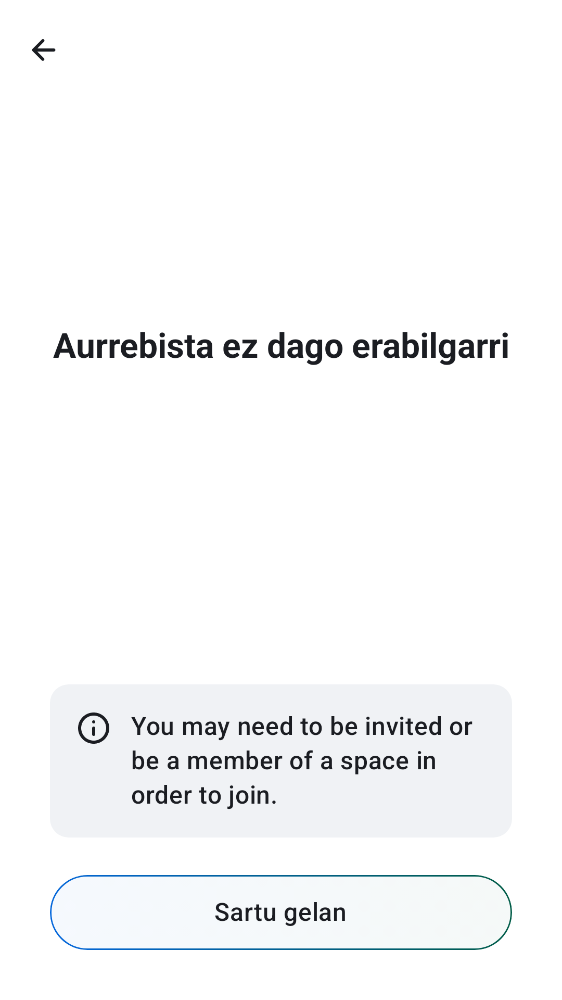 Aurrebista ez dago erabilgarri
You may need to be invited or
be a member of a space in
order to join.
Sartu gelan